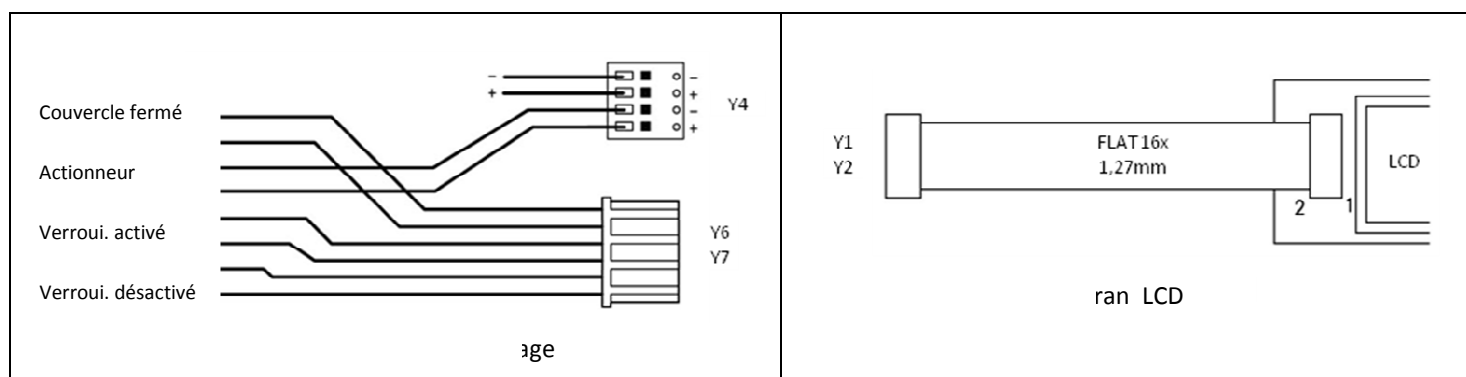 Couvercle fermé
Actionneur
Verroui. activé
Verroui. désactivé
−
+
−
+
−
+
Y4
Y6
Y7
age
Y1
Y2
FLAT 16x
1,27mm
LCD
2
1
ran LCD